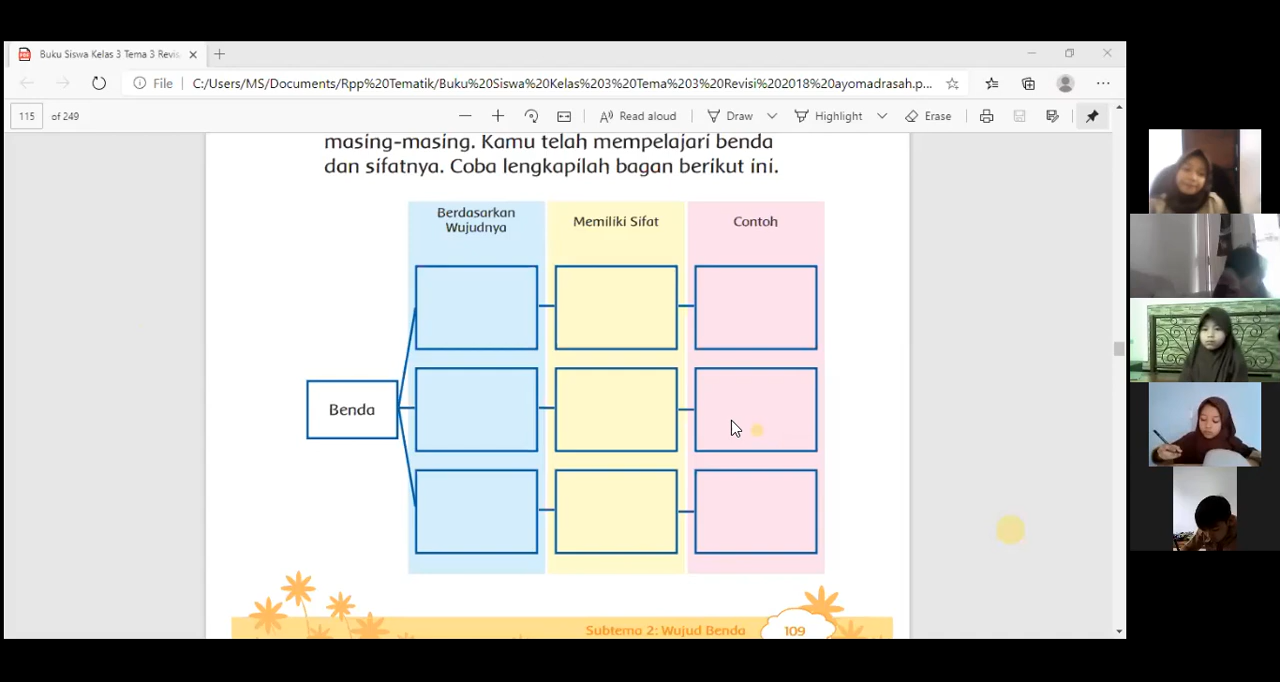 Buku Siswa Kelas 3 Tema 3 Revis
File
C:/Users/MS/Documents/Rpp%20Tematik/Buku%20Siswa%20Kelas%203%20Tema%203%20Revisi%202018%20ayomadrasah.p...
115 of 249
Read aloud
Draw
Highlight
Erase
masing-masing. Kamu telah mempelajari benda
dan sifatnya. Coba lengkapilah bagan berikut ini.
Berdasarkan
Wujudnya
Memiliki Sifat
Contoh
Benda
Subtema 2: Wujud Benda
109